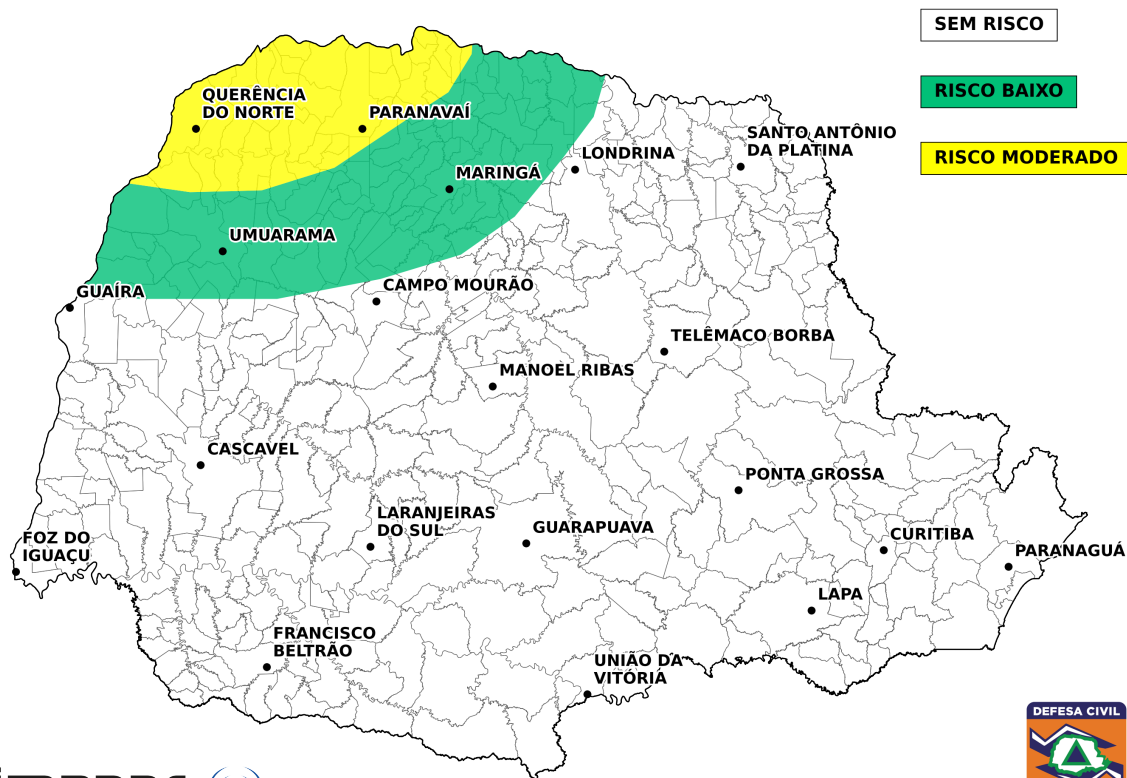 SEM RISCO
RISCO BAIXO
RISCO MODERADO
QUERÊNCIA
DO NORTE
PARANAVAÍ
SANTO ANTÔNIO
DA PLATINA
LONDRINA
MARINGÁ
UMUARAMA
GUAÍRA
CAMPO MOURÃO
TELÊMACO BORBA
MANOEL RIBAS
CASCAVEL
PONTA GROSSA
LARANJEIRAS
DO SUL
GUARAPUAVA
FOZ DO
IGUAÇU
CURITIBA
PARANAGUÁ
LAPA
FRANCISCO
BELTRÃO
UNIÃO DA
VITÓRIA
DEFESA CIVIL